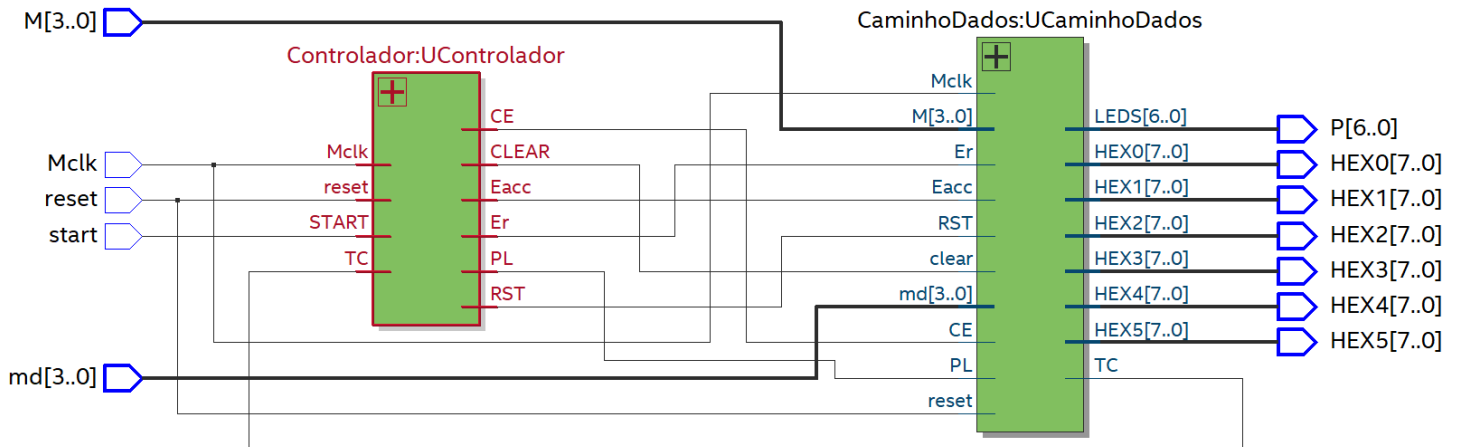 M[3..0]
CaminhoDados:UCaminhoDados
Controlador:UControlador
Mclk
CE
M[3..0]
LEDS[6..0]
P[6..0]
Mclk
Mclk
CLEAR
Er
HEX0[7..0]
HEX0[7..0]
reset
reset
Eacc
Eacc
HEX1[7..0]
HEX1[7..0]
start
START
Er
RST
HEX2[7..0]
HEX2[7..0]
TC
PL
clear
HEX3[7..0]
HEX3[7..0]
RST
md[3..0]
HEX4[7..0]
HEX4[7..0]
CE
HEX5[7..0]
HEX5[7..0]
md[3..0]
PL
TC
reset